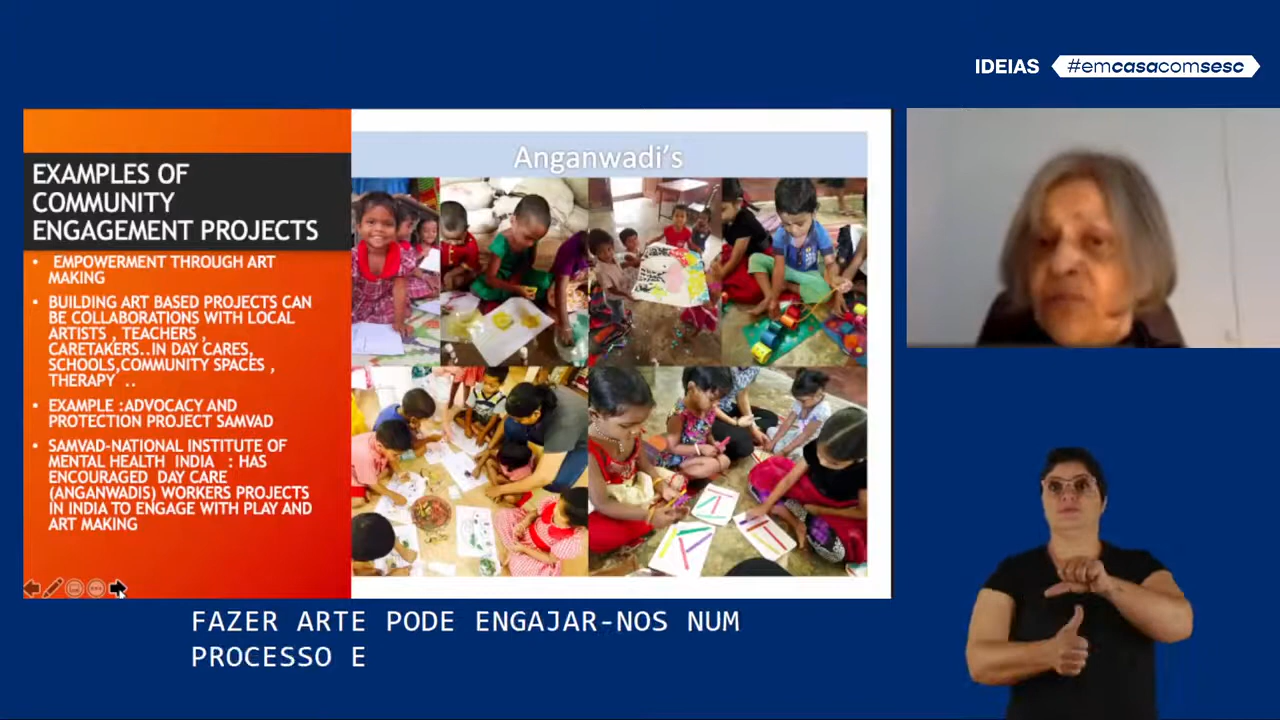 IDEIAS #emcasacomsesc
EXAMPLES OF
COMMUNITY
ENGAGEMENT PROJECTS
• EMPOWERMENT THROUGH ART
MAKING
• BUILDING ART BASED PROJECTS CAN
BE COLLABORATIONS WITH LOCAL
ARTISTS , TEACHERS ,
CARETAKERS..IN DAY CARES,
SCHOOLS,COMMUNITY SPACES ,
THERAPY ..
• EXAMPLE :ADVOCACY AND
PROTECTION PROJECT SAMVAD
• SAMVAD-NATIONAL INSTITUTE OF
MENTAL HEALTH INDIA : HAS
ENCOURAGED DAY CARE
(ANGANWADIS) WORKERS PROJECTS
IN INDIA TO ENGAGE WITH PLAY AND
ART MAKING
Anganwadi's
FAZER ARTE PODE ENGAJAR-NOS NUM
PROCESSO E